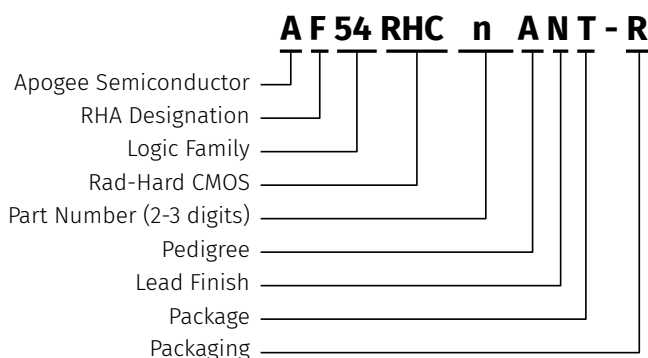 A F 54 RHC n A N T - R
Apogee Semiconductor
RHA Designation
Logic Family
Rad-Hard CMOS
Part Number (2-3 digits)
Pedigree
Lead Finish
Package
Packaging